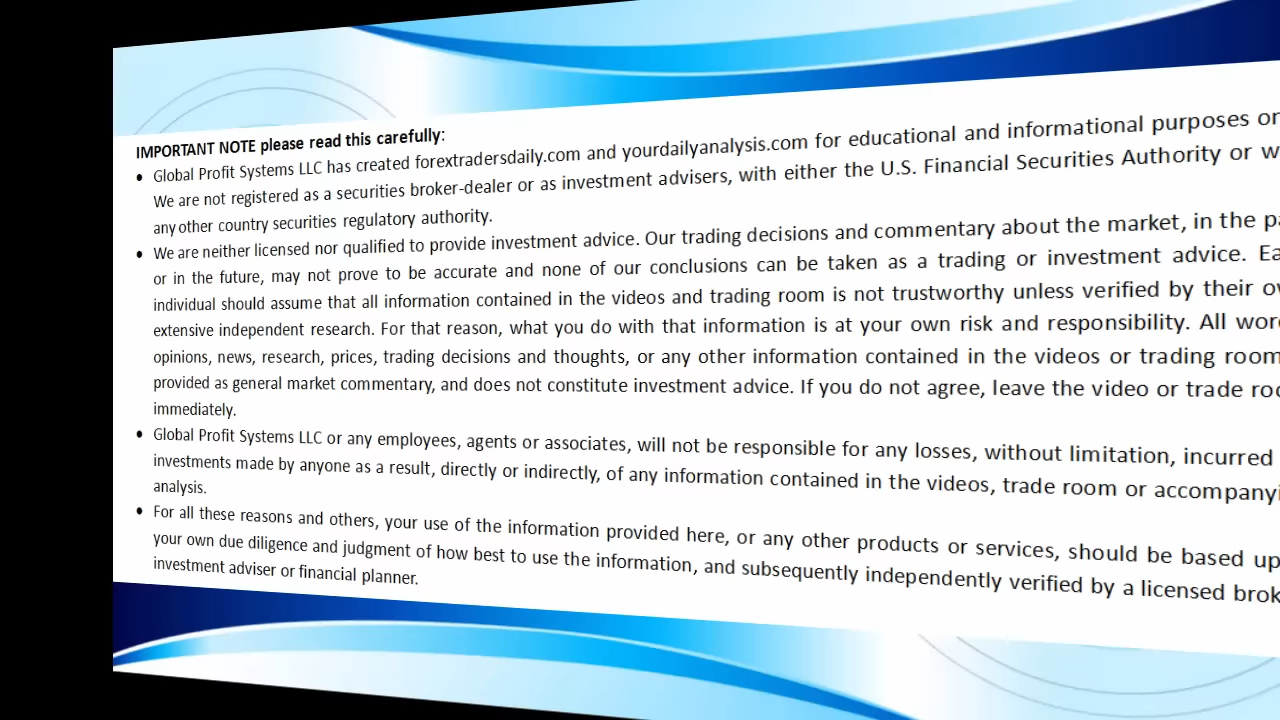 IMPORTANT NOTE please read this carefully:
• Global Profit Systems LLC has created forextradersdaily.com and yourdailyanalysis.com for educational and informational purposes
We are not registered as a securities broker-dealer or as investment advisers, with either the U.S. Financial Securities Authority or
any other country securities regulatory authority.
• We are neither licensed nor qualified to provide investment advice. Our trading decisions and commentary about the market, in the
or in the future, may not prove to be accurate and none of our conclusions can be taken as a trading or investment advice.
individual should assume that all information contained in the videos and trading room is not trustworthy unless verified by their
extensive independent research. For that reason, what you do with that information is at your own risk and responsibility. All
opinions, news, research, prices, trading decisions and thoughts, or any other information contained in the videos or trading room
provided as general market commentary, and does not constitute investment advice. If you do not agree, leave the video or trade
immediately.
• Global Profit Systems LLC or any employees, agents or associates, will not be responsible for any losses, without limitation, incurred
investments made by anyone as a result, directly or indirectly, of any information contained in the videos, trade room or
analysis.
• For all these reasons and others, your use of the information provided here, or any other products or services, should be based
your own due diligence and judgment of how best to use the information, and subsequently independently verified by a licensed
investment adviser or financial planner.